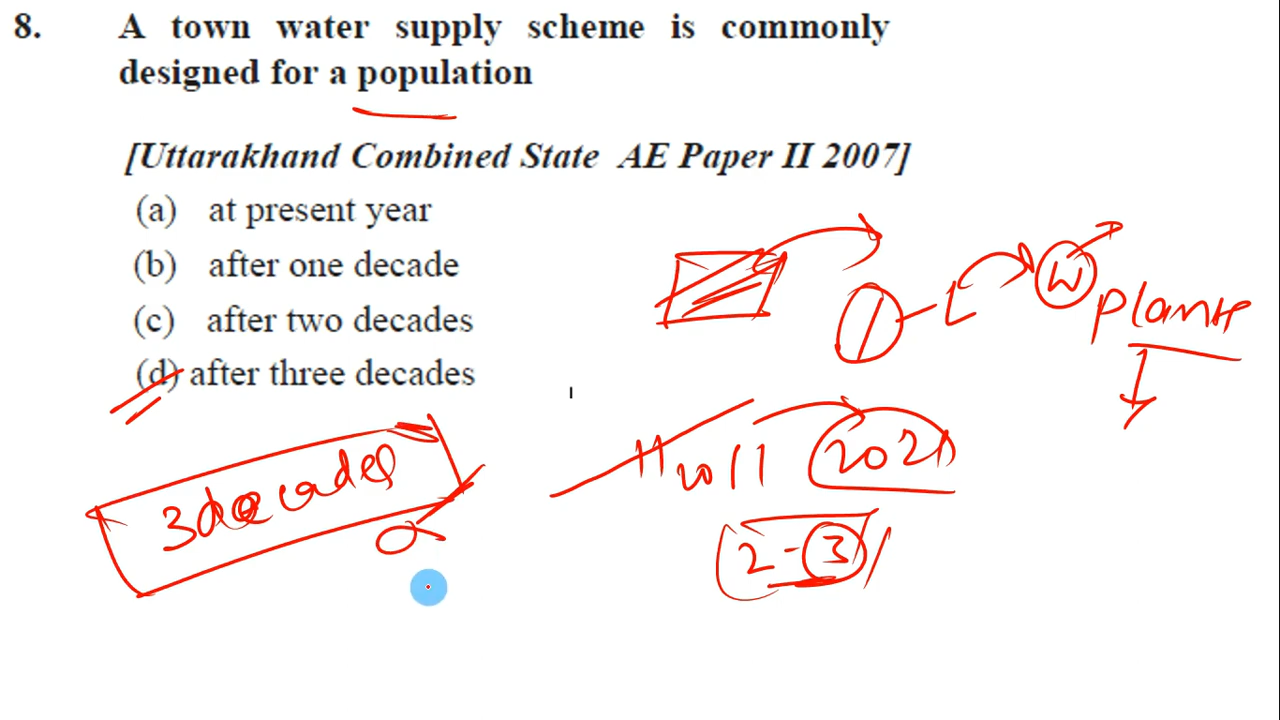 8. A town water supply scheme is commonly
designed for a population
[Uttarakhand Combined State AE Paper II 2007]
(a) at present year
(b) after one decade
(c) after two decades
(d) after three decades
W
plants
3 decades
2011 2021
2-3